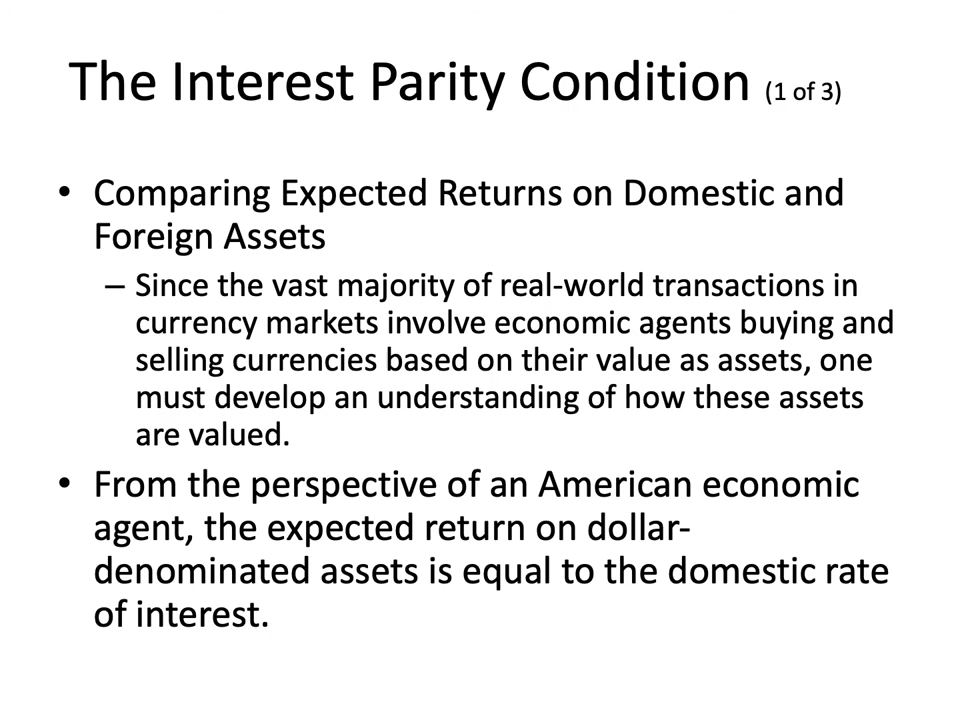 The Interest Parity Condition (1 of 3)
• Comparing Expected Returns on Domestic and
Foreign Assets
– Since the vast majority of real-world transactions in
currency markets involve economic agents buying and
selling currencies based on their value as assets, one
must develop an understanding of how these assets
are valued.
• From the perspective of an American economic
agent, the expected return on dollar-
denominated assets is equal to the domestic rate
of interest.